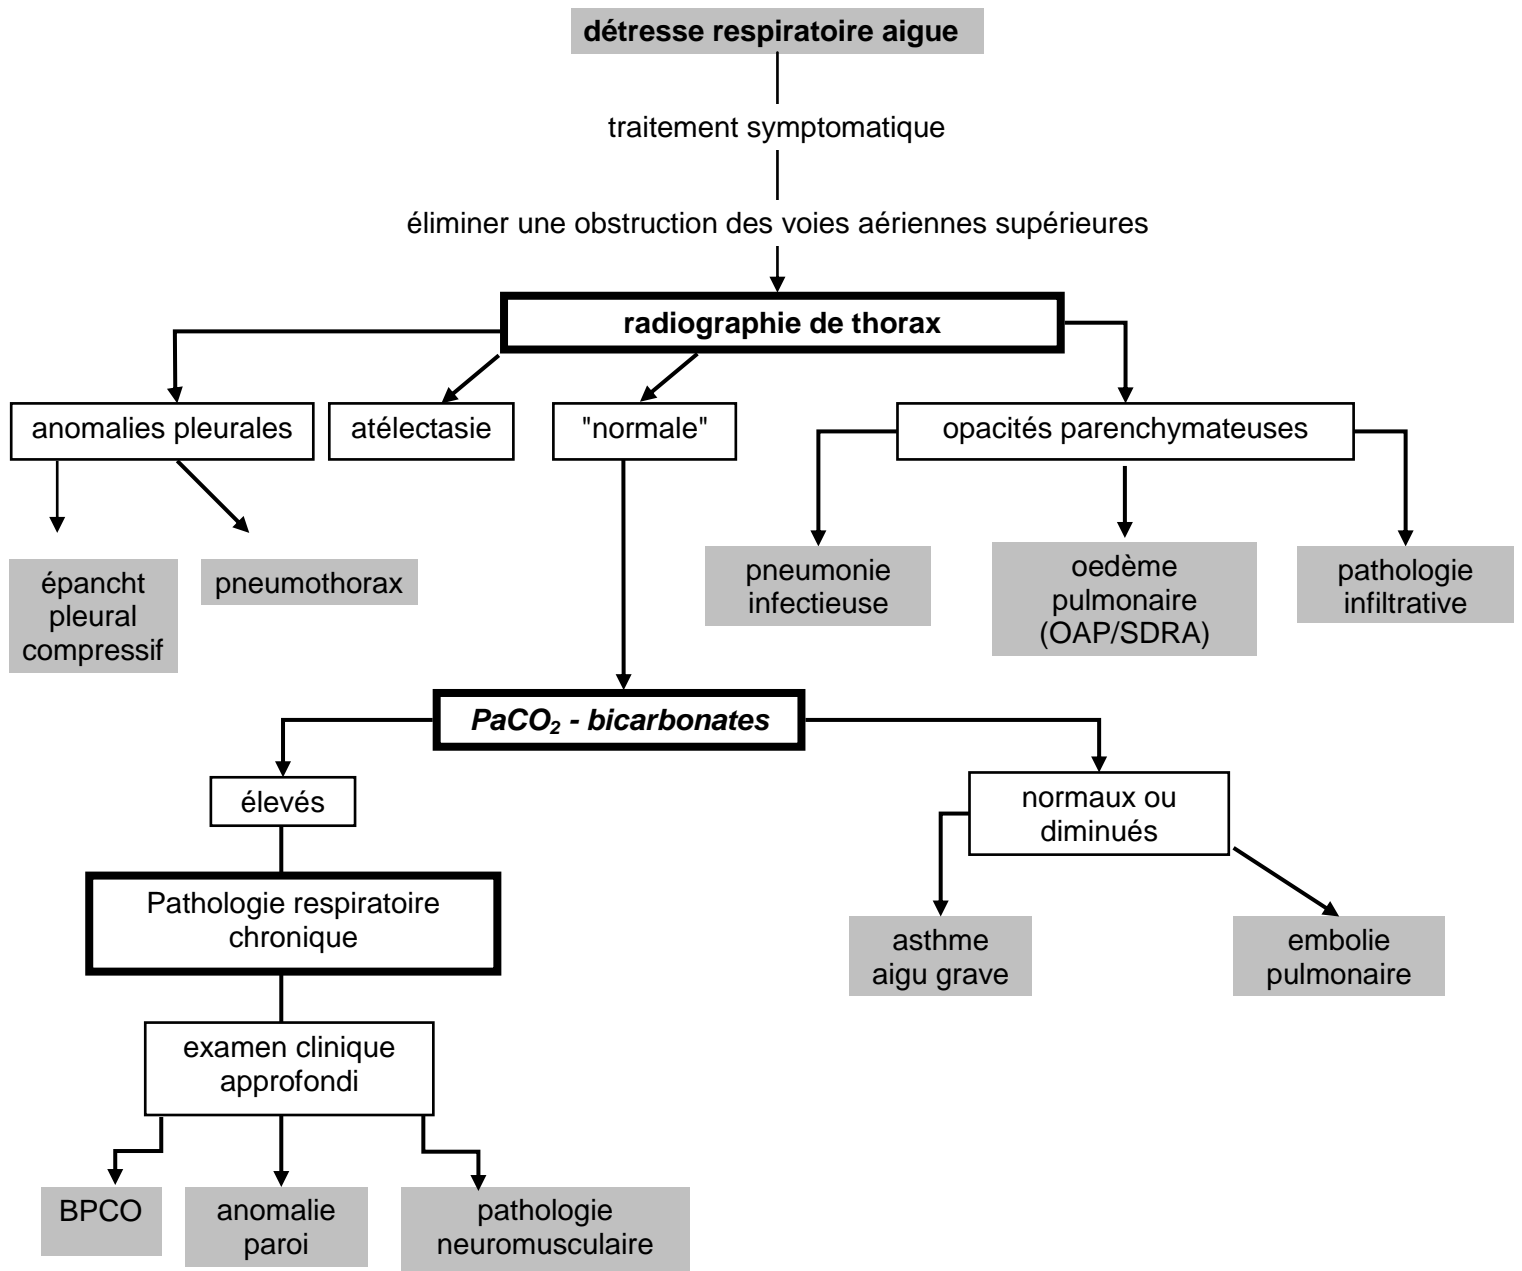 détresse respiratoire aigue
traitement symptomatique
éliminer une obstruction des voies aériennes supérieures
radiographie de thorax
anomalies pleurales
atélectasie
"normale"
opacités parenchymateuses
épancht
pleural
compressif
pneumothorax
pneumonie
infectieuse
oedème
pulmonaire
(OAP/SDRA)
pathologie
infiltrative
PaCO₂ - bicarbonates
élevés
normaux ou
diminués
Pathologie respiratoire
chronique
asthme
aigu grave
embolie
pulmonaire
examen clinique
approfondi
BPCO
anomalie
paroi
pathologie
neuromusculaire